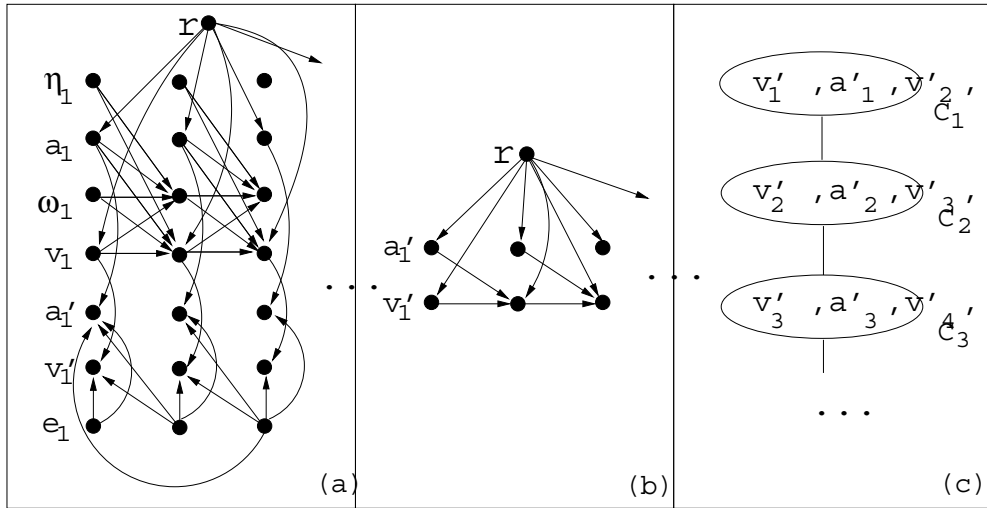 r
η₁
a₁
ω₁
v₁
a₁′
v₁′
e₁
. . .
(a)
r
a₁′
v₁′
. . .
(b)
v₁′ , a′₁ , v′₂ , C₁
v₂′ , a′₂ , v′₃ , C₂
v₃′ , a′₃ , v′₄ , C₃
. . .
(c)